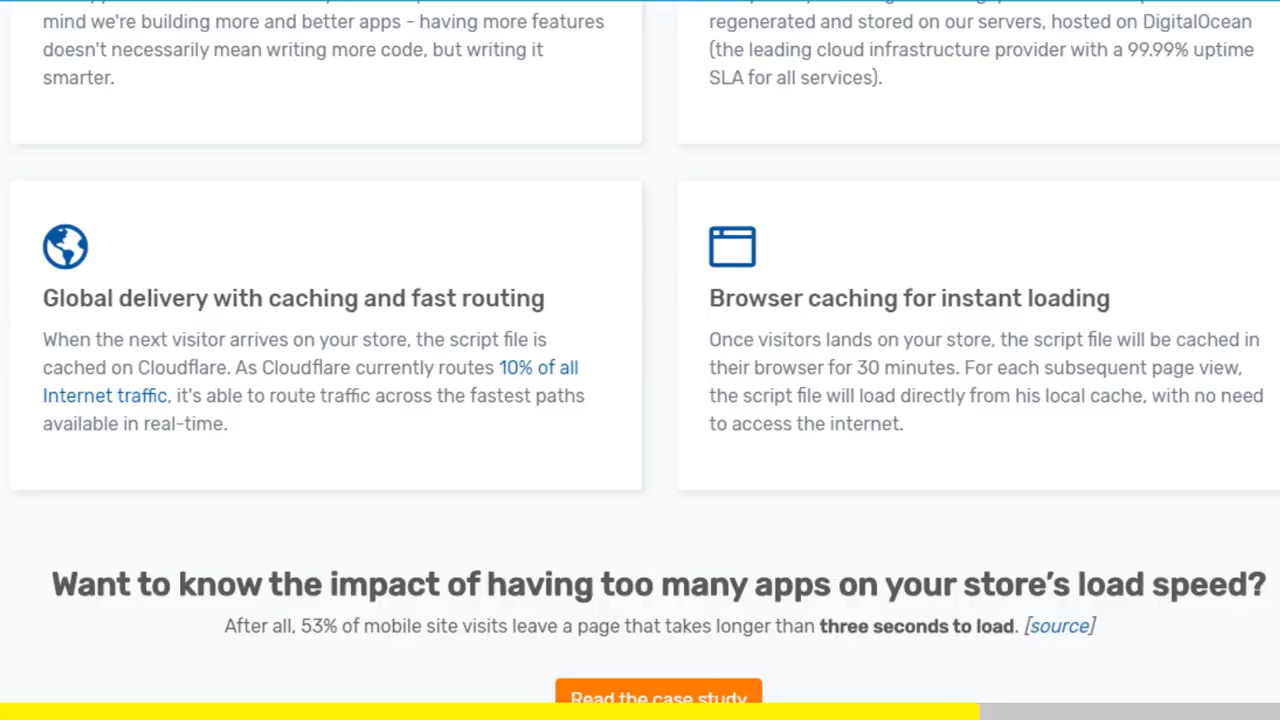 mind we're building more and better apps - having more features
doesn't necessarily mean writing more code, but writing it
smarter.
regenerated and stored on our servers, hosted on DigitalOcean
(the leading cloud infrastructure provider with a 99.99% uptime
SLA for all services).
Global delivery with caching and fast routing
When the next visitor arrives on your store, the script file is
cached on Cloudflare. As Cloudflare currently routes 10% of all
Internet traffic, it's able to route traffic across the fastest paths
available in real-time.
Browser caching for instant loading
Once visitors lands on your store, the script file will be cached in
their browser for 30 minutes. For each subsequent page view,
the script file will load directly from his local cache, with no need
to access the internet.
Want to know the impact of having too many apps on your store's load speed?
After all, 53% of mobile site visits leave a page that takes longer than three seconds to load. [source]
Read the case study